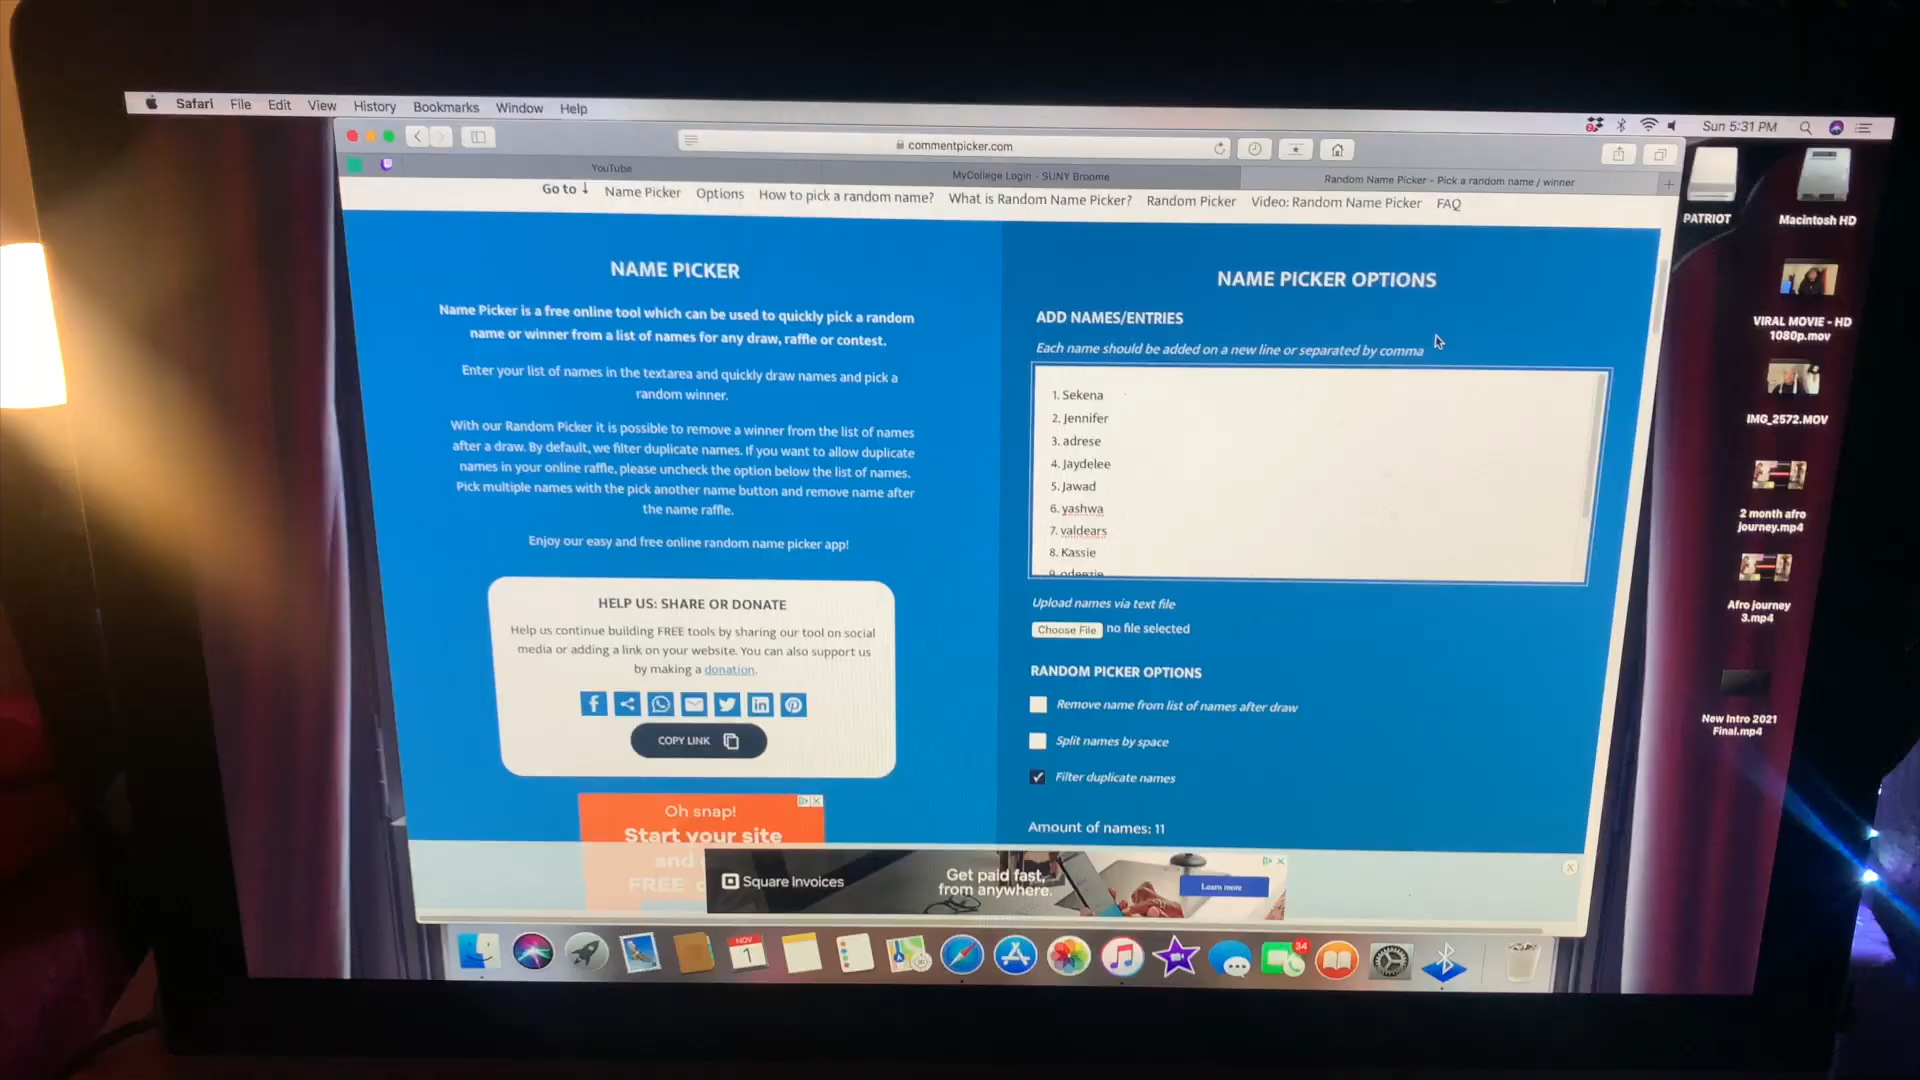 Safari File Edit View History Bookmarks Window Help
Sun 5:31 PM
commentpicker.com
YouTube
MyCollege Login - SUNY Broome
Random Name Picker - Pick a random name / winner
Go to ↓ Name Picker Options How to pick a random name? What is Random Name Picker? Random Picker Video: Random Name Picker FAQ
NAME PICKER
Name Picker is a free online tool which can be used to quickly pick a random
name or winner from a list of names for any draw, raffle or contest.
Enter your list of names in the textarea and quickly draw names and pick a
random winner.
With our Random Picker it is possible to remove a winner from the list of names
after a draw. By default, we filter duplicate names. If you want to allow duplicate
names in your online raffle, please uncheck the option below the list of names.
Pick multiple names with the pick another name button and remove name after
the name raffle.
Enjoy our easy and free online random name picker app!
HELP US: SHARE OR DONATE
Help us continue building FREE tools by sharing our tool on social
media or adding a link on your website. You can also support us
by making a donation.
COPY LINK
Oh snap!
Start your site
and
FREE
NAME PICKER OPTIONS
ADD NAMES/ENTRIES
Each name should be added on a new line or separated by comma
1. Sekena
2. Jennifer
3. adrese
4. Jaydelee
5. Jawad
6. yashwa
7. valdears
8. Kassie
Upload names via text file
Choose File no file selected
RANDOM PICKER OPTIONS
Remove name from list of names after draw
Split names by space
Filter duplicate names
Amount of names: 11
Square Invoices
Get paid fast,
from anywhere.
Learn more
PATRIOT
Macintosh HD
VIRAL MOVIE - HD
1080p.mov
IMG_2572.MOV
2 month afro
journey.mp4
Afro journey
3.mp4
New Intro 2021
Final.mp4
NOV
1
34